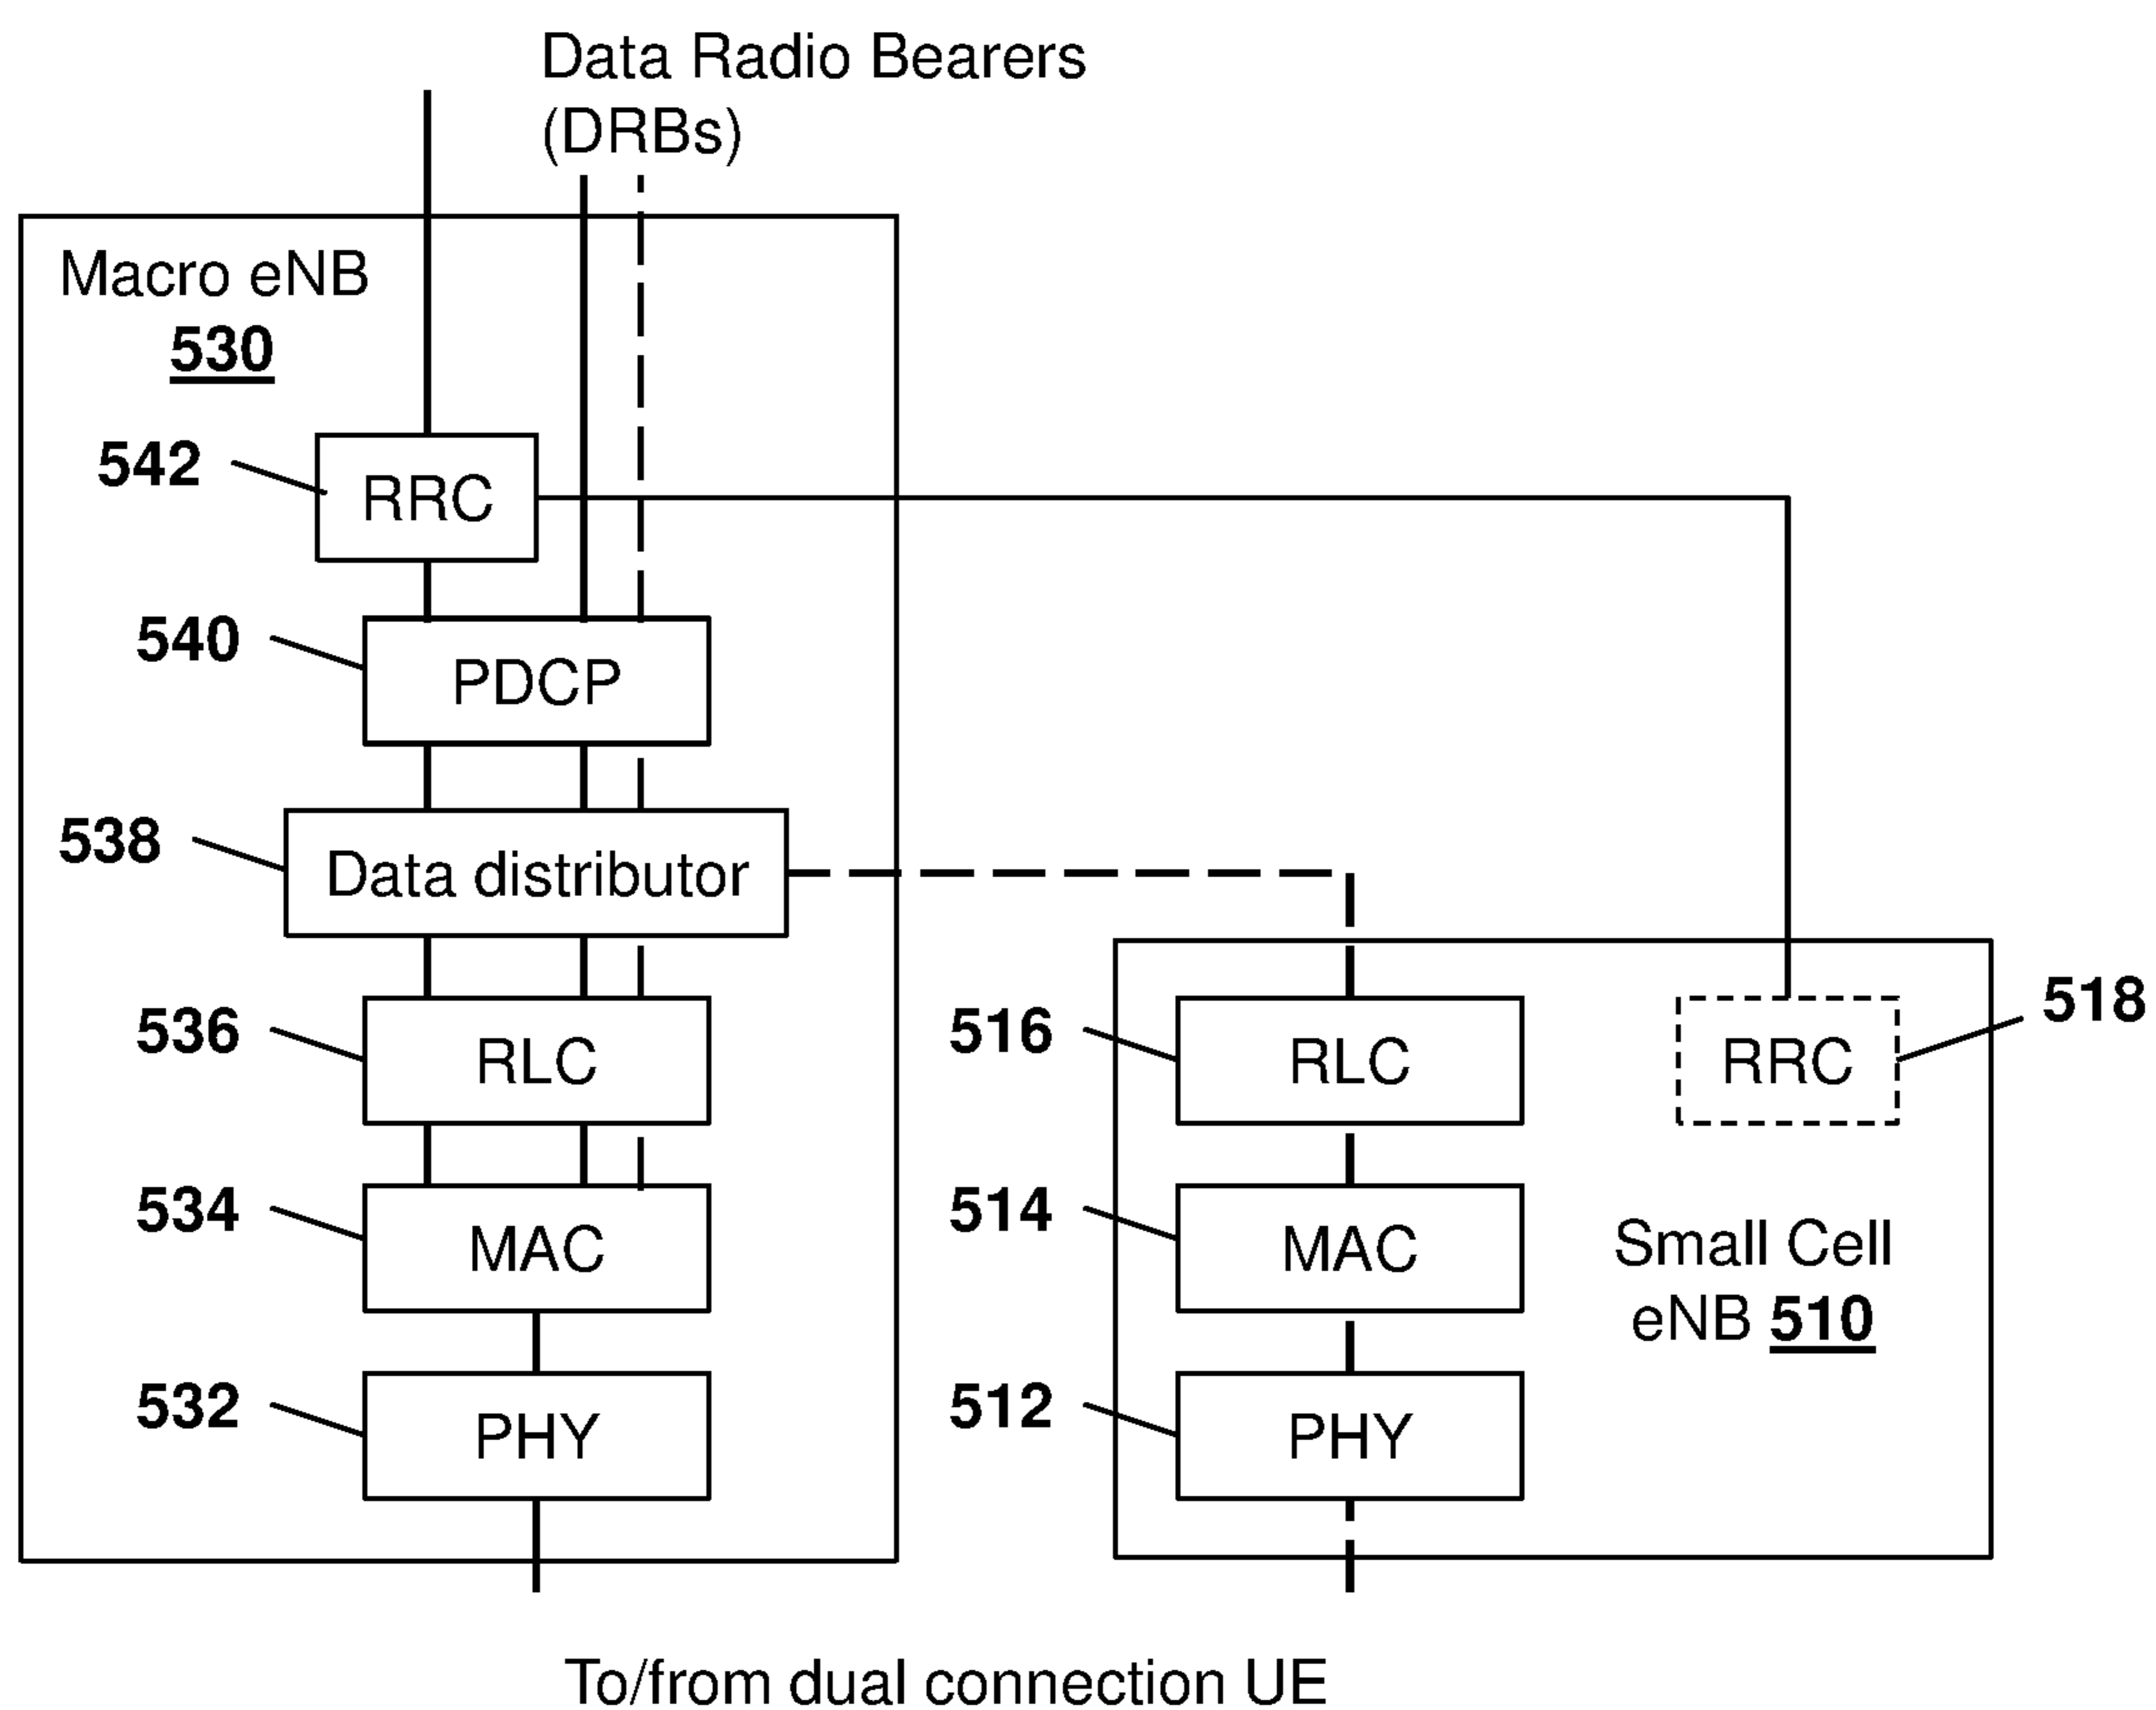 Data Radio Bearers
(DRBs)
Macro eNB
530
542
RRC
540
PDCP
538
Data distributor
536
RLC
516
RLC
RRC
518
534
MAC
514
MAC
Small Cell
eNB 510
532
PHY
512
PHY
To/from dual connection UE